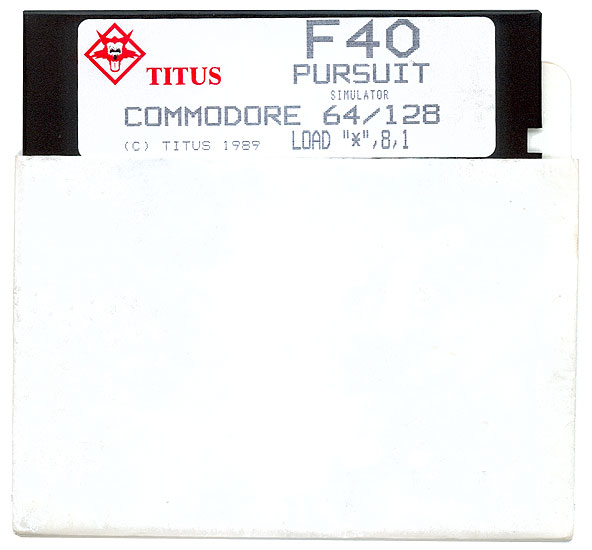 TITUS
F40
PURSUIT
SIMULATOR
COMMODORE 64/128
(C) TITUS 1989 LOAD "*",8,1